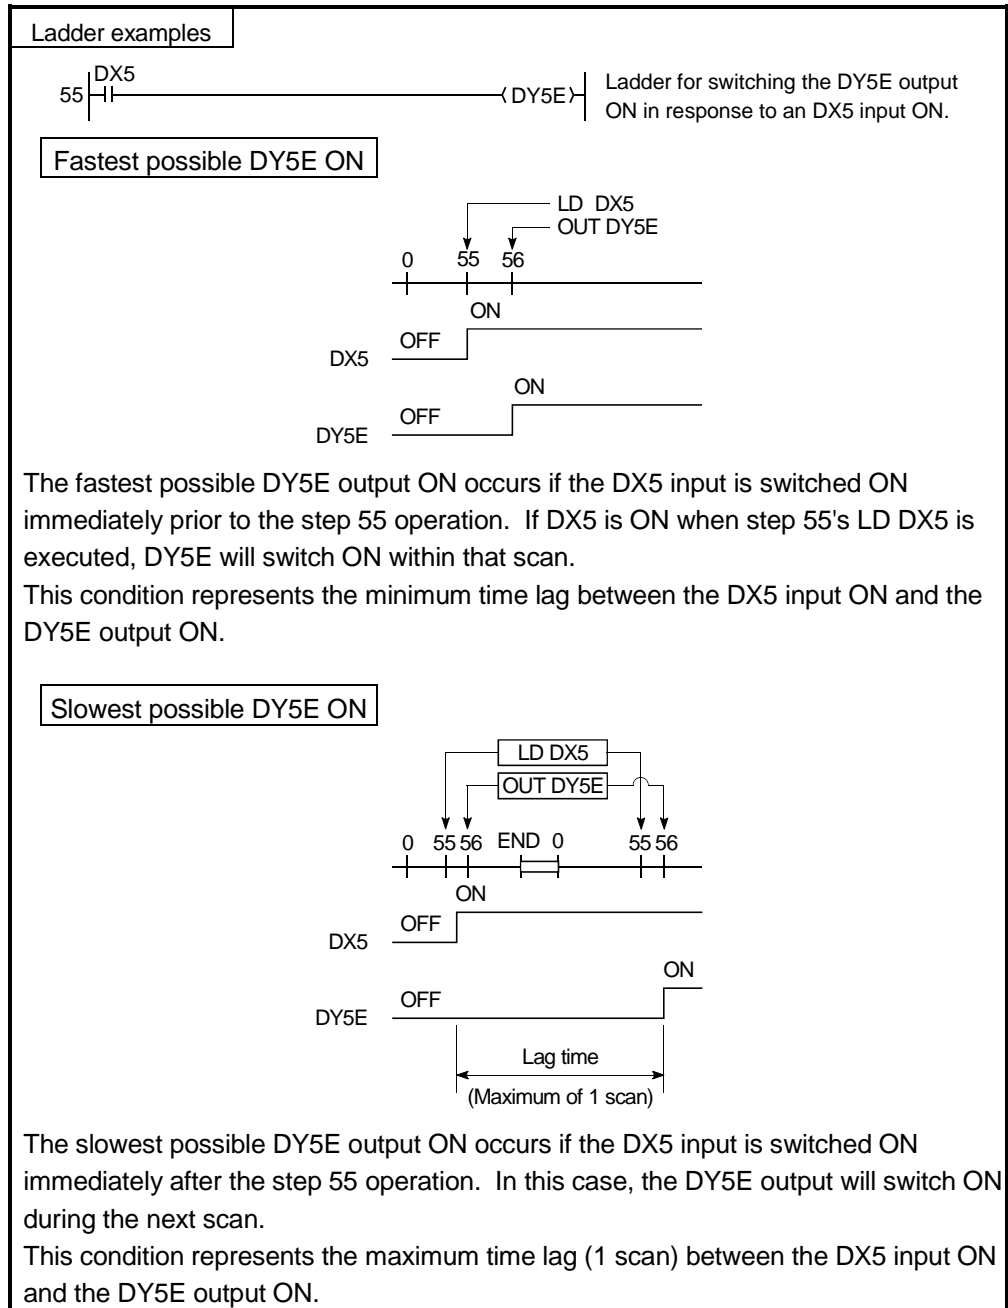 Ladder examples
DX5
55
DY5E
Ladder for switching the DY5E output
ON in response to an DX5 input ON.
Fastest possible DY5E ON
LD DX5
OUT DY5E
0 55 56
ON
OFF
DX5
ON
OFF
DY5E
The fastest possible DY5E output ON occurs if the DX5 input is switched ON
immediately prior to the step 55 operation. If DX5 is ON when step 55's LD DX5 is
executed, DY5E will switch ON within that scan.
This condition represents the minimum time lag between the DX5 input ON and the
DY5E output ON.
Slowest possible DY5E ON
LD DX5
OUT DY5E
0 55 56 END 0 55 56
ON
OFF
DX5
ON
OFF
DY5E
Lag time
(Maximum of 1 scan)
The slowest possible DY5E output ON occurs if the DX5 input is switched ON
immediately after the step 55 operation. In this case, the DY5E output will switch ON
during the next scan.
This condition represents the maximum time lag (1 scan) between the DX5 input ON
and the DY5E output ON.